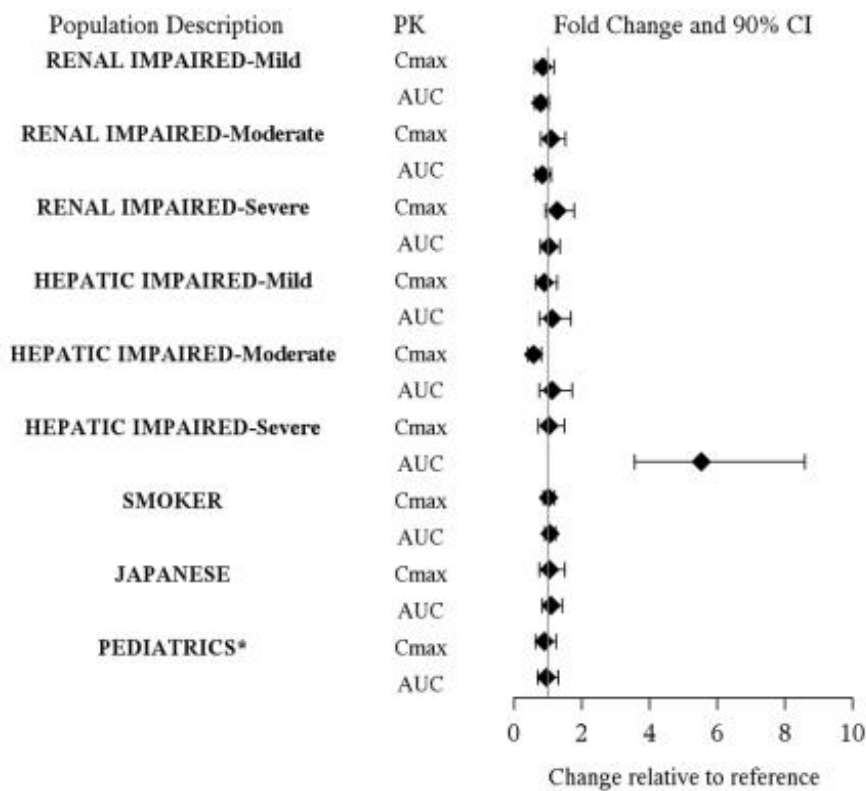 Population Description PK Fold Change and 90% CI
RENAL IMPAIRED-Mild Cmax
AUC
RENAL IMPAIRED-Moderate Cmax
AUC
RENAL IMPAIRED-Severe Cmax
AUC
HEPATIC IMPAIRED-Mild Cmax
AUC
HEPATIC IMPAIRED-Moderate Cmax
AUC
HEPATIC IMPAIRED-Severe Cmax
AUC
SMOKER Cmax
AUC
JAPANESE Cmax
AUC
PEDIATRICS* Cmax
AUC
0 2 4 6 8 10
Change relative to reference